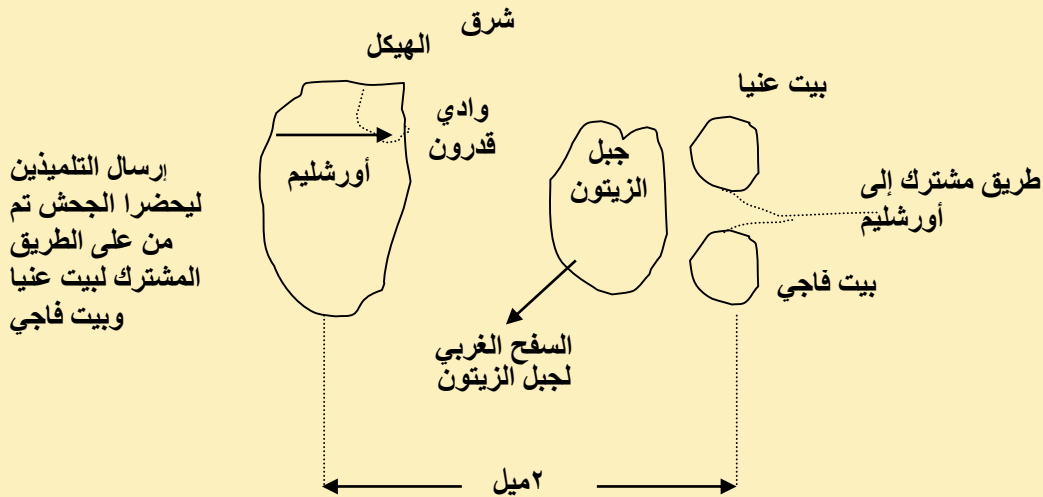 شرق
الهيكل
بيت عنيا
وادي
قدرون
جبل
الزيتون
أورشليم
طريق مشترك إلى
أورشليم
إرسال التلميذين
ليحضرا الجحش تم
من على الطريق
المشترك لبيت عنيا
وبيت فاجي
بيت فاجي
السفح الغربي
لجبل الزيتون
٢ميل